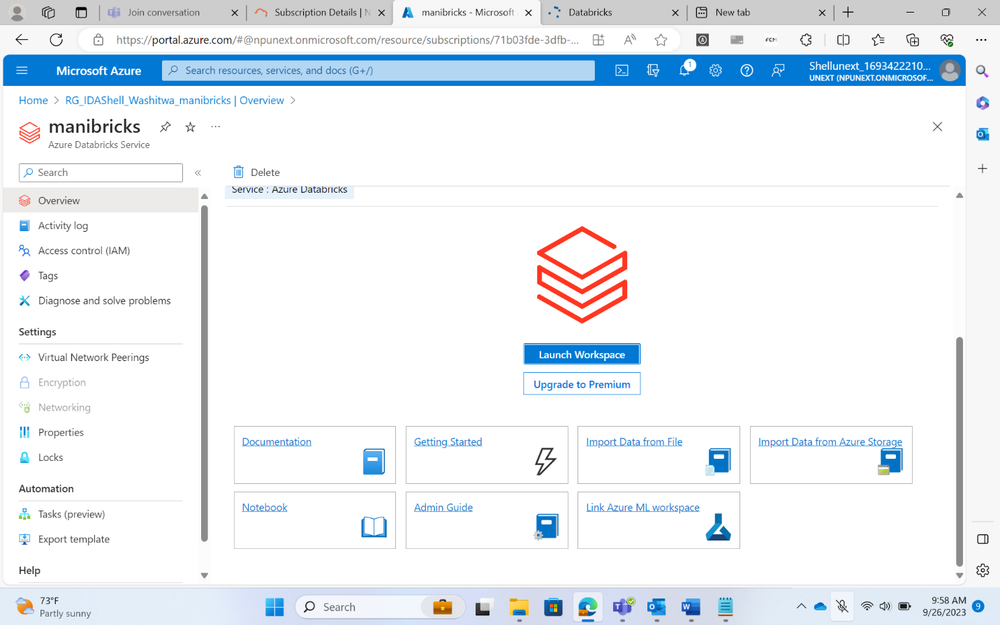 Join conversation
Subscription Details | N
manibricks - Microsoft
Databricks
New tab
https://portal.azure.com/#@npunext.onmicrosoft.com/resource/subscriptions/71b03fde-3dfb-...
FCM
Microsoft Azure
Search resources, services, and docs (G+/)
1
Shellunext_1693422210...
UNEXT (NPUNEXT.ONMICROSOF...
Home > RG_IDAShell_Washitwa_manibricks | Overview >
manibricks
Azure Databricks Service
Search
Delete
Service : Azure Databricks
Overview
Activity log
Access control (IAM)
Tags
Diagnose and solve problems
Settings
Virtual Network Peerings
Encryption
Networking
Properties
Locks
Automation
Tasks (preview)
Export template
Help
Launch Workspace
Upgrade to Premium
Documentation
Getting Started
Import Data from File
Import Data from Azure Storage
Notebook
Admin Guide
Link Azure ML workspace
73°F
Partly sunny
Search
9:58 AM
9/26/2023
9